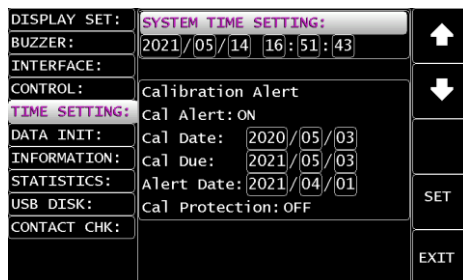 DISPLAY SET:
BUZZER:
INTERFACE:
CONTROL:
TIME SETTING:
DATA INIT:
INFORMATION:
STATISTICS:
USB DISK:
CONTACT CHK:
SYSTEM TIME SETTING:
2021/05/14 16:51:43
Calibration Alert
Cal Alert:ON
Cal Date: 2020/05/03
Cal Due: 2021/05/03
Alert Date:2021/04/01
Cal Protection:OFF
SET
EXIT